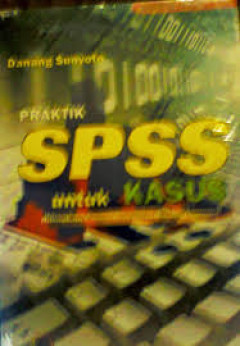 Danang Sunyoto
PRAKTIK
SPSS
untuk KASUS